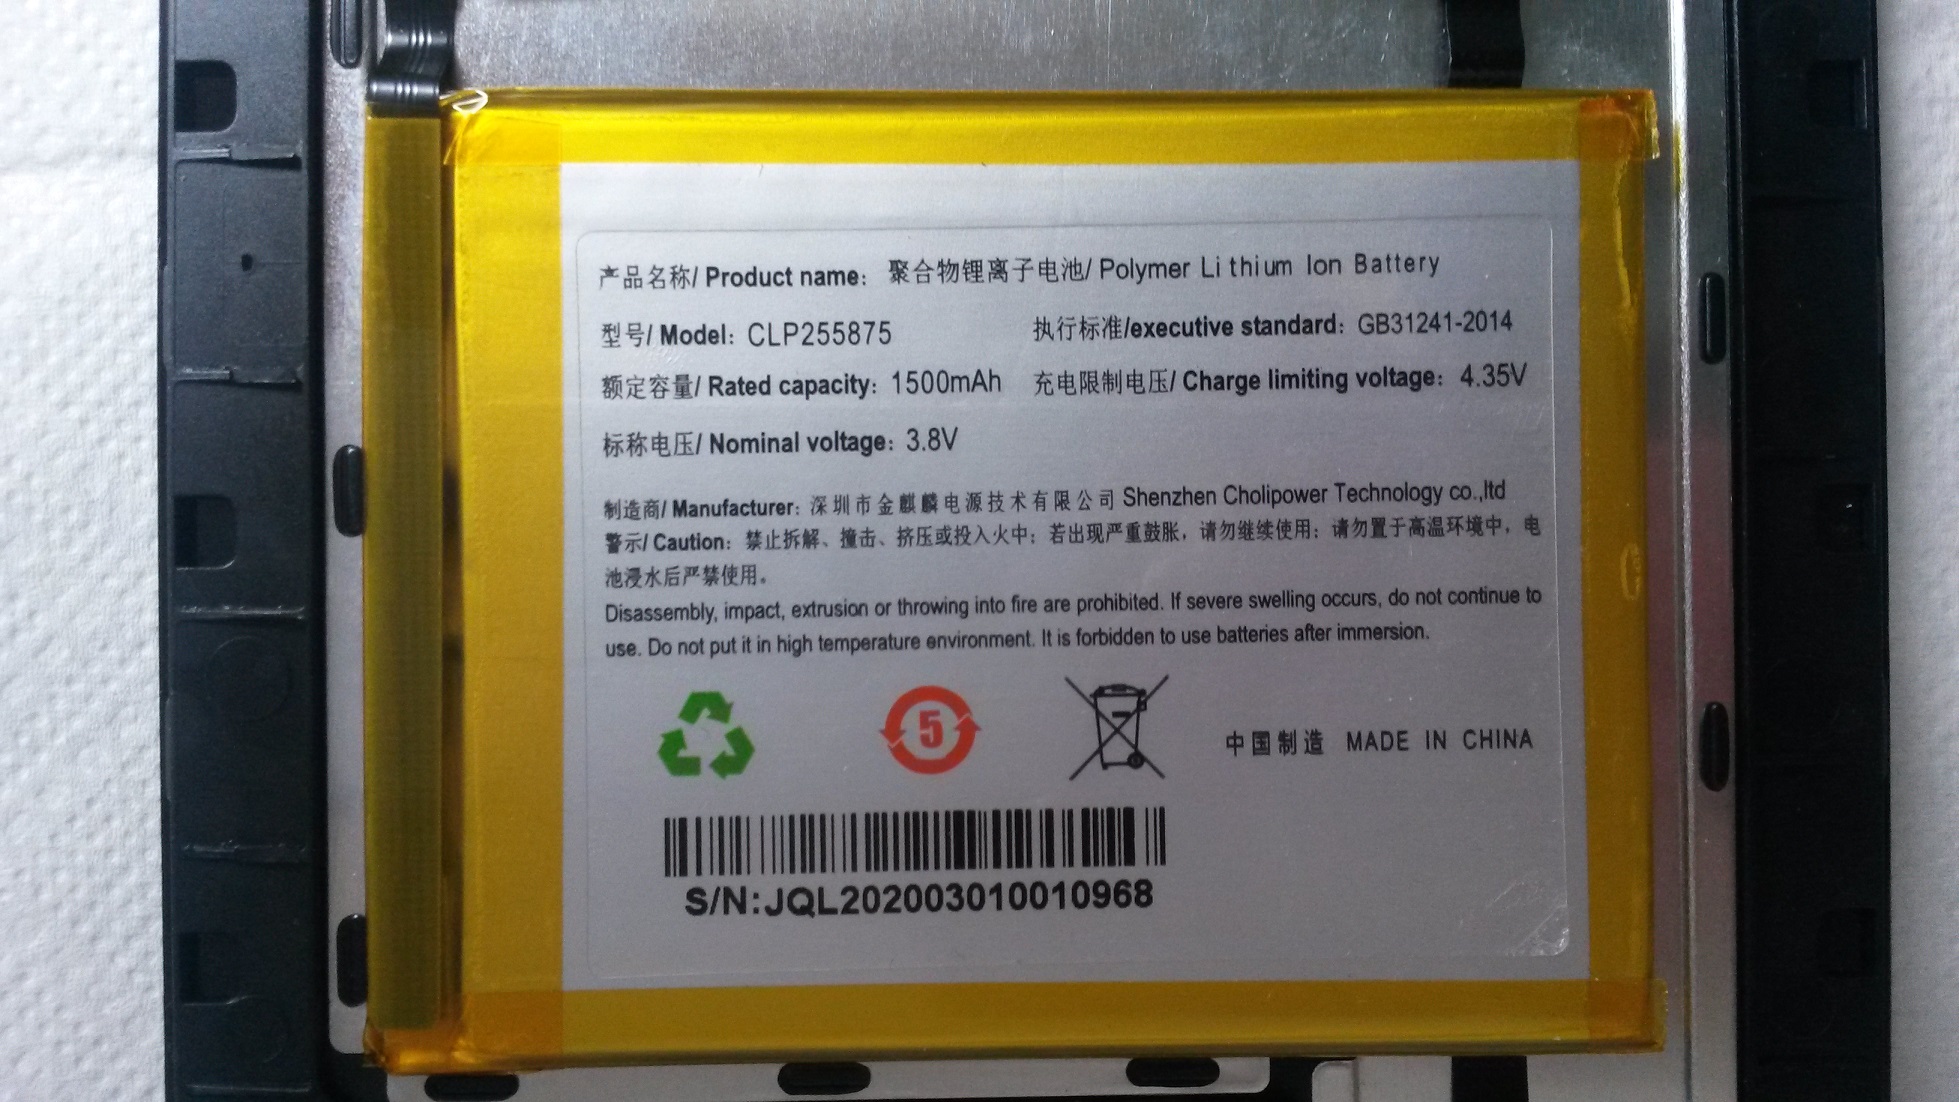 产品名称/ Product name: 聚合物锂离子电池/ Polymer Lithium Ion Battery
型号/ Model: CLP255875 执行标准/executive standard: GB31241-2014
额定容量/ Rated capacity: 1500mAh 充电限制电压/ Charge limiting voltage: 4.35V
标称电压/ Nominal voltage: 3.8V
制造商/ Manufacturer: 深圳市金麒麟电源技术有限公司 Shenzhen Cholipower Technology co.,ltd
警示/ Caution: 禁止拆解、撞击、挤压或投入火中; 若出现严重鼓胀, 请勿继续使用; 请勿置于高温环境中, 电
池浸水后严禁使用。
Disassembly, impact, extrusion or throwing into fire are prohibited. If severe swelling occurs, do not continue to
use. Do not put it in high temperature environment. It is forbidden to use batteries after immersion.
5
中国制造 MADE IN CHINA
S/N:JQL202003010010968